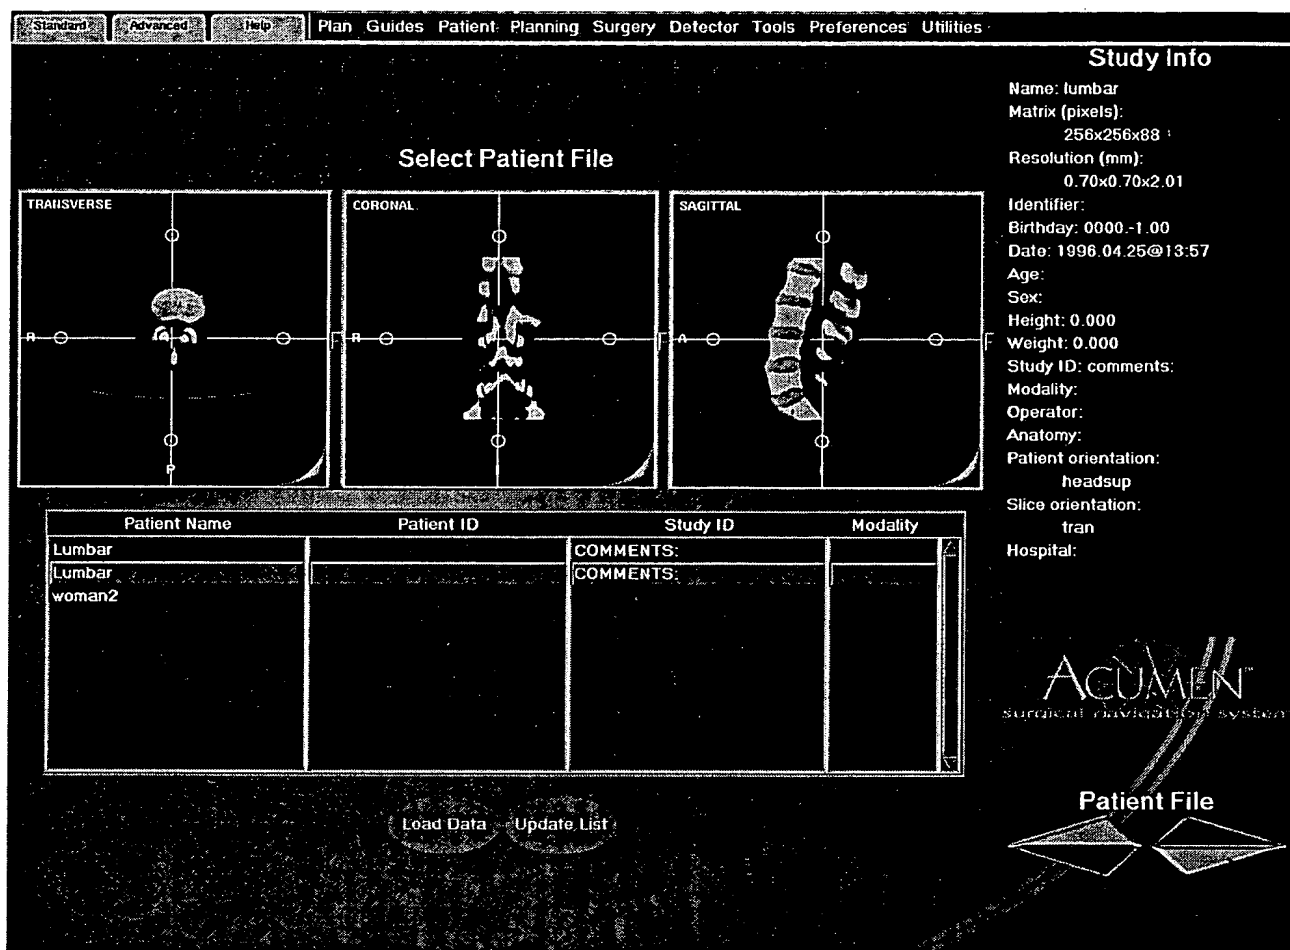 Standard Advanced Help Plan Guides Patient Planning Surgery Detector Tools Preferences Utilities
Study Info
Name: lumbar
Matrix (pixels):
256x256x88
Resolution (mm):
0.70x0.70x2.01
Identifier:
Birthday: 0000.-1.00
Date: 1996.04.25@13:57
Age:
Sex:
Height: 0.000
Weight: 0.000
Study ID: comments:
Modality:
Operator:
Anatomy:
Patient orientation:
headsup
Slice orientation:
tran
Hospital:
Select Patient File
TRANSVERSE
R
P
CORONAL
R
SAGITTAL
A
Patient Name Patient ID Study ID Modality
Lumbar COMMENTS:
Lumbar COMMENTS:
woman2
Load Data Update List
ACUMEN™
surgical navigation system
Patient File